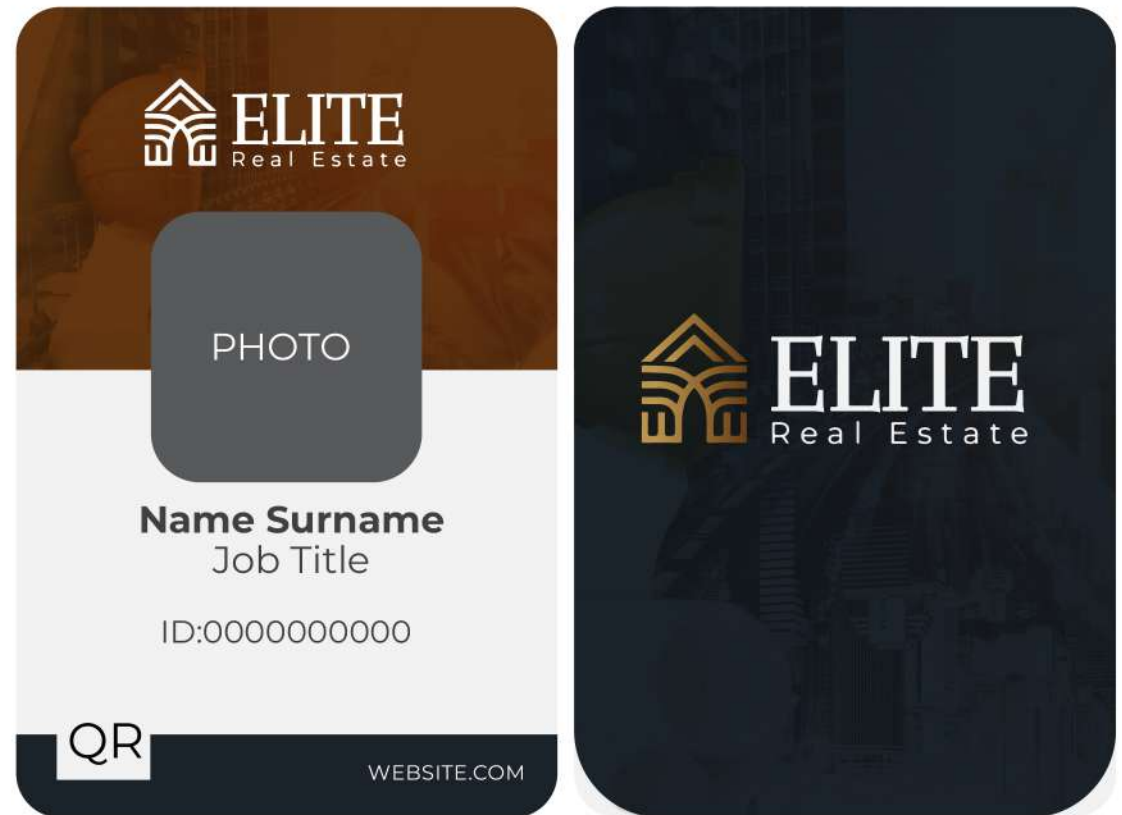 ELITE
Real Estate
PHOTO
Name Surname
Job Title
ID:0000000000
QR
WEBSITE.COM
ELITE
Real Estate